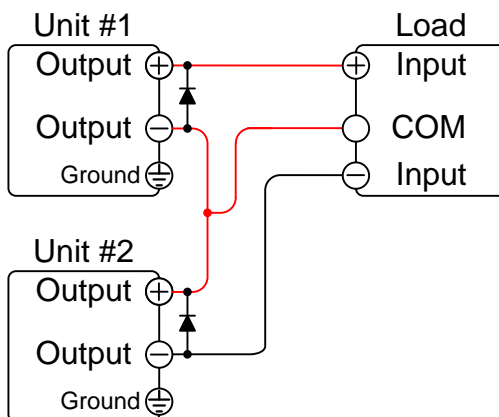 Unit #1
Output +
Output −
Ground
Load
+ Input
COM
− Input
Unit #2
Output +
Output −
Ground